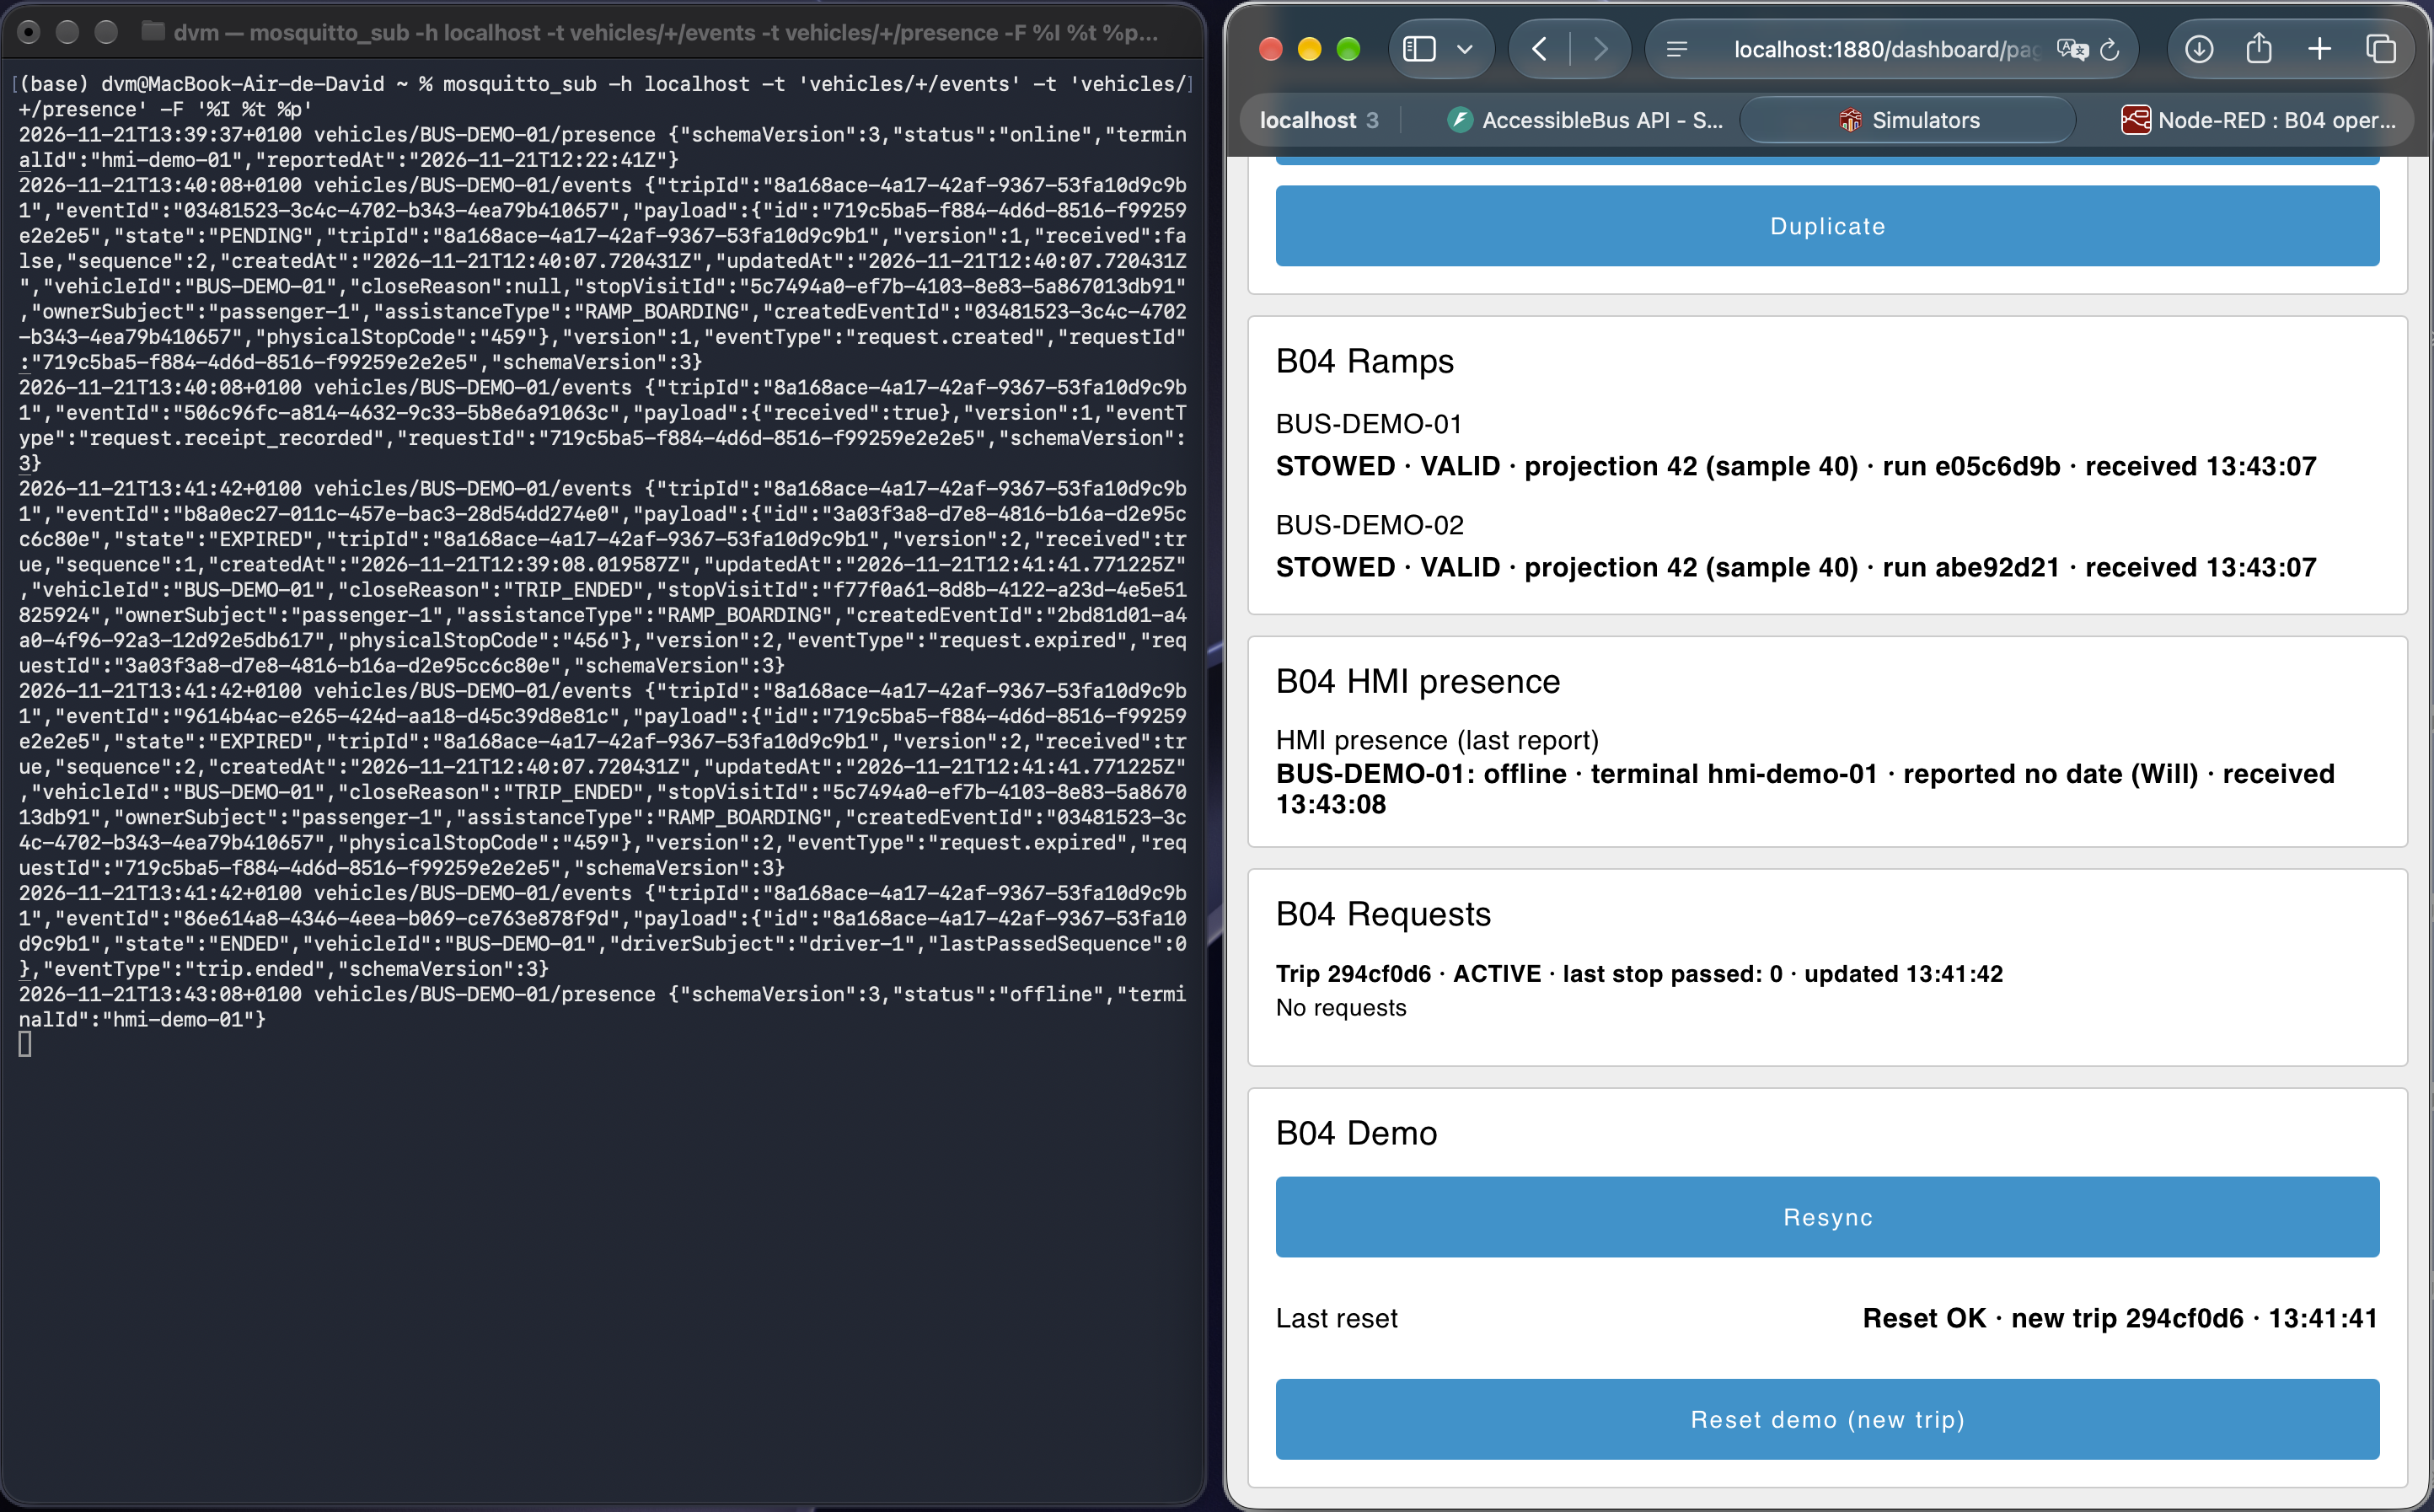 dvm — mosquitto_sub -h localhost -t vehicles/+/events -t vehicles/+/presence -F %I %t %p...
[(base) dvm@MacBook-Air-de-David ~ % mosquitto_sub -h localhost -t 'vehicles/+/events' -t 'vehicles/]
+/presence' -F '%I %t %p'
2026-11-21T13:39:37+0100 vehicles/BUS-DEMO-01/presence {"schemaVersion":3,"status":"online","termin
alId":"hmi-demo-01","reportedAt":"2026-11-21T12:22:41Z"}
2026-11-21T13:40:08+0100 vehicles/BUS-DEMO-01/events {"tripId":"8a168ace-4a17-42af-9367-53fa10d9c9b
1","eventId":"03481523-3c4c-4702-b343-4ea79b410657","payload":{"id":"719c5ba5-f884-4d6d-8516-f99259
e2e2e5","state":"PENDING","tripId":"8a168ace-4a17-42af-9367-53fa10d9c9b1","version":1,"received":fa
lse,"sequence":2,"createdAt":"2026-11-21T12:40:07.720431Z","updatedAt":"2026-11-21T12:40:07.720431Z
","vehicleId":"BUS-DEMO-01","closeReason":null,"stopVisitId":"5c7494a0-ef7b-4103-8e83-5a867013db91"
,"ownerSubject":"passenger-1","assistanceType":"RAMP_BOARDING","createdEventId":"03481523-3c4c-4702
-b343-4ea79b410657","physicalStopCode":"459"},"version":1,"eventType":"request.created","requestId"
:"719c5ba5-f884-4d6d-8516-f99259e2e2e5","schemaVersion":3}
2026-11-21T13:40:08+0100 vehicles/BUS-DEMO-01/events {"tripId":"8a168ace-4a17-42af-9367-53fa10d9c9b
1","eventId":"506c96fc-a814-4632-9c33-5b8e6a91063c","payload":{"received":true},"version":1,"eventT
ype":"request.receipt_recorded","requestId":"719c5ba5-f884-4d6d-8516-f99259e2e2e5","schemaVersion":
3}
2026-11-21T13:41:42+0100 vehicles/BUS-DEMO-01/events {"tripId":"8a168ace-4a17-42af-9367-53fa10d9c9b
1","eventId":"b8a0ec27-011c-457e-bac3-28d54dd274e0","payload":{"id":"3a03f3a8-d7e8-4816-b16a-d2e95c
c6c80e","state":"EXPIRED","tripId":"8a168ace-4a17-42af-9367-53fa10d9c9b1","version":2,"received":tr
ue,"sequence":1,"createdAt":"2026-11-21T12:39:08.019587Z","updatedAt":"2026-11-21T12:41:41.771225Z"
,"vehicleId":"BUS-DEMO-01","closeReason":"TRIP_ENDED","stopVisitId":"f77f0a61-8d8b-4122-a23d-4e5e51
825924","ownerSubject":"passenger-1","assistanceType":"RAMP_BOARDING","createdEventId":"2bd81d01-a4
a0-4f96-92a3-12d92e5db617","physicalStopCode":"456"},"version":2,"eventType":"request.expired","req
uestId":"3a03f3a8-d7e8-4816-b16a-d2e95cc6c80e","schemaVersion":3}
2026-11-21T13:41:42+0100 vehicles/BUS-DEMO-01/events {"tripId":"8a168ace-4a17-42af-9367-53fa10d9c9b
1","eventId":"9614b4ac-e265-424d-aa18-d45c39d8e81c","payload":{"id":"719c5ba5-f884-4d6d-8516-f99259
e2e2e5","state":"EXPIRED","tripId":"8a168ace-4a17-42af-9367-53fa10d9c9b1","version":2,"received":tr
ue,"sequence":2,"createdAt":"2026-11-21T12:40:07.720431Z","updatedAt":"2026-11-21T12:41:41.771225Z"
,"vehicleId":"BUS-DEMO-01","closeReason":"TRIP_ENDED","stopVisitId":"5c7494a0-ef7b-4103-8e83-5a8670
13db91","ownerSubject":"passenger-1","assistanceType":"RAMP_BOARDING","createdEventId":"03481523-3c
4c-4702-b343-4ea79b410657","physicalStopCode":"459"},"version":2,"eventType":"request.expired","req
uestId":"719c5ba5-f884-4d6d-8516-f99259e2e2e5","schemaVersion":3}
2026-11-21T13:41:42+0100 vehicles/BUS-DEMO-01/events {"tripId":"8a168ace-4a17-42af-9367-53fa10d9c9b
1","eventId":"86e614a8-4346-4eea-b069-ce763e878f9d","payload":{"id":"8a168ace-4a17-42af-9367-53fa10
d9c9b1","state":"ENDED","vehicleId":"BUS-DEMO-01","driverSubject":"driver-1","lastPassedSequence":0
},"eventType":"trip.ended","schemaVersion":3}
2026-11-21T13:43:08+0100 vehicles/BUS-DEMO-01/presence {"schemaVersion":3,"status":"offline","termi
nalId":"hmi-demo-01"}
localhost:1880/dashboard/pag
localhost 3
AccessibleBus API - S...
Simulators
Node-RED : B04 oper...
Duplicate
B04 Ramps
BUS-DEMO-01
STOWED · VALID · projection 42 (sample 40) · run e05c6d9b · received 13:43:07
BUS-DEMO-02
STOWED · VALID · projection 42 (sample 40) · run abe92d21 · received 13:43:07
B04 HMI presence
HMI presence (last report)
BUS-DEMO-01: offline · terminal hmi-demo-01 · reported no date (Will) · received
13:43:08
B04 Requests
Trip 294cf0d6 · ACTIVE · last stop passed: 0 · updated 13:41:42
No requests
B04 Demo
Resync
Last reset
Reset OK · new trip 294cf0d6 · 13:41:41
Reset demo (new trip)